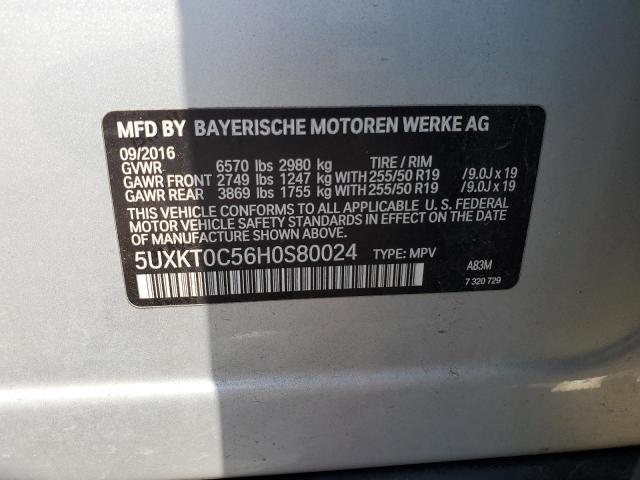 MFD BY BAYERISCHE MOTOREN WERKE AG
09/2016
GVWR 6570 lbs 2980 kg TIRE / RIM
GAWR FRONT 2749 lbs 1247 kg WITH 255/50 R19 /9.0J x 19
GAWR REAR 3869 lbs 1755 kg WITH 255/50 R19 /9.0J x 19
THIS VEHICLE CONFORMS TO ALL APPLICABLE U. S. FEDERAL
MOTOR VEHICLE SAFETY STANDARDS IN EFFECT ON THE DATE
OF MANUFACTURE SHOWN ABOVE.
5UXKT0C56H0S80024 TYPE: MPV
A83M
7 320 729